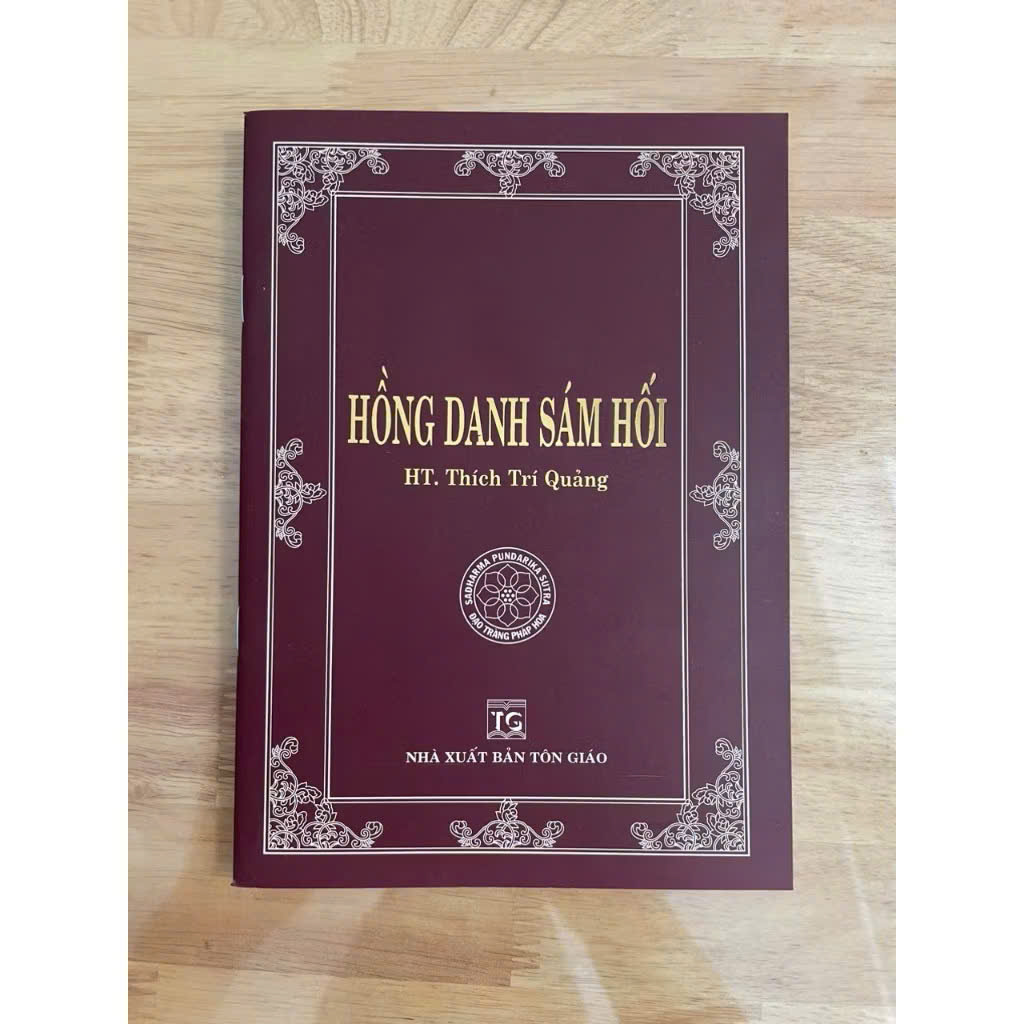 HỒNG DANH SÁM HỐI
HT. Thích Trí Quảng
SADHARMA PUNDARIKA SUTRA
ĐẠO TRÀNG PHÁP HOA
TG
NHÀ XUẤT BẢN TÔN GIÁO